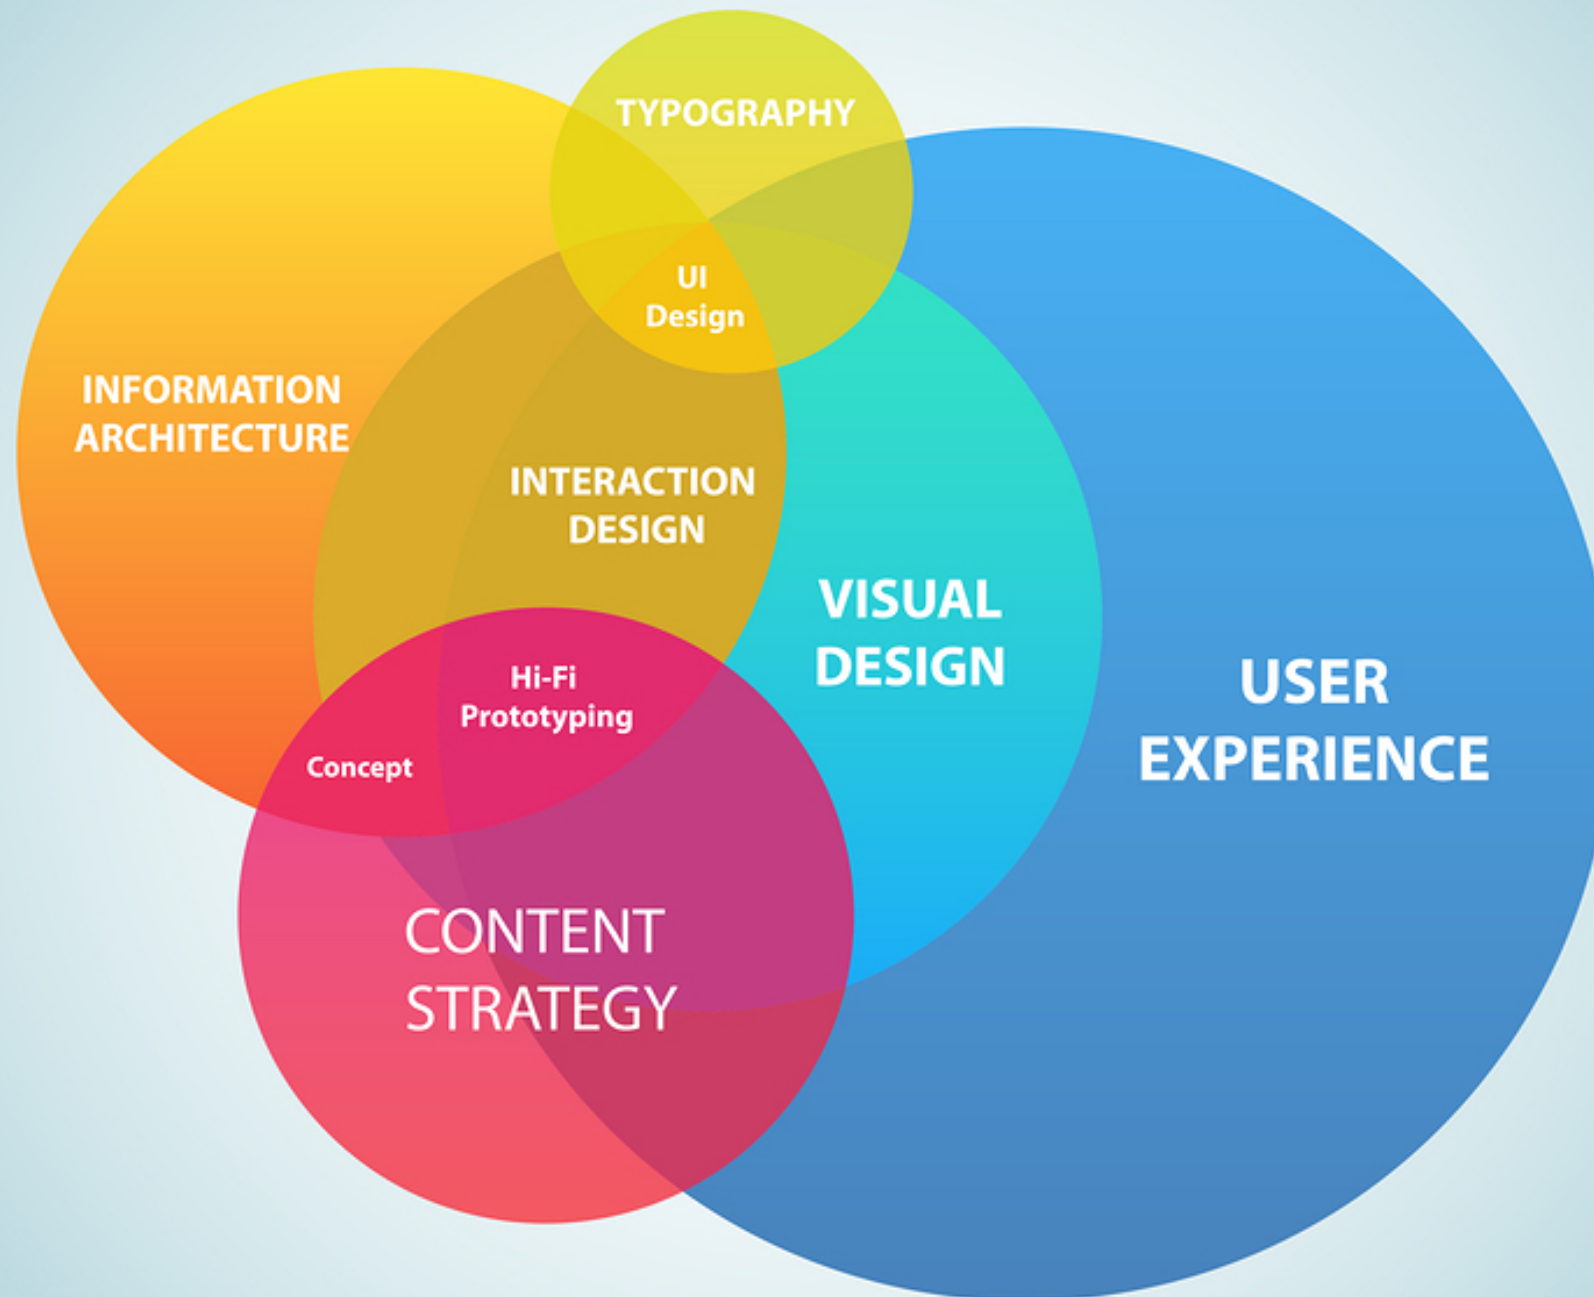 TYPOGRAPHY
UI
Design
INFORMATION
ARCHITECTURE
INTERACTION
DESIGN
VISUAL
DESIGN
USER
EXPERIENCE
Hi-Fi
Prototyping
Concept
CONTENT
STRATEGY